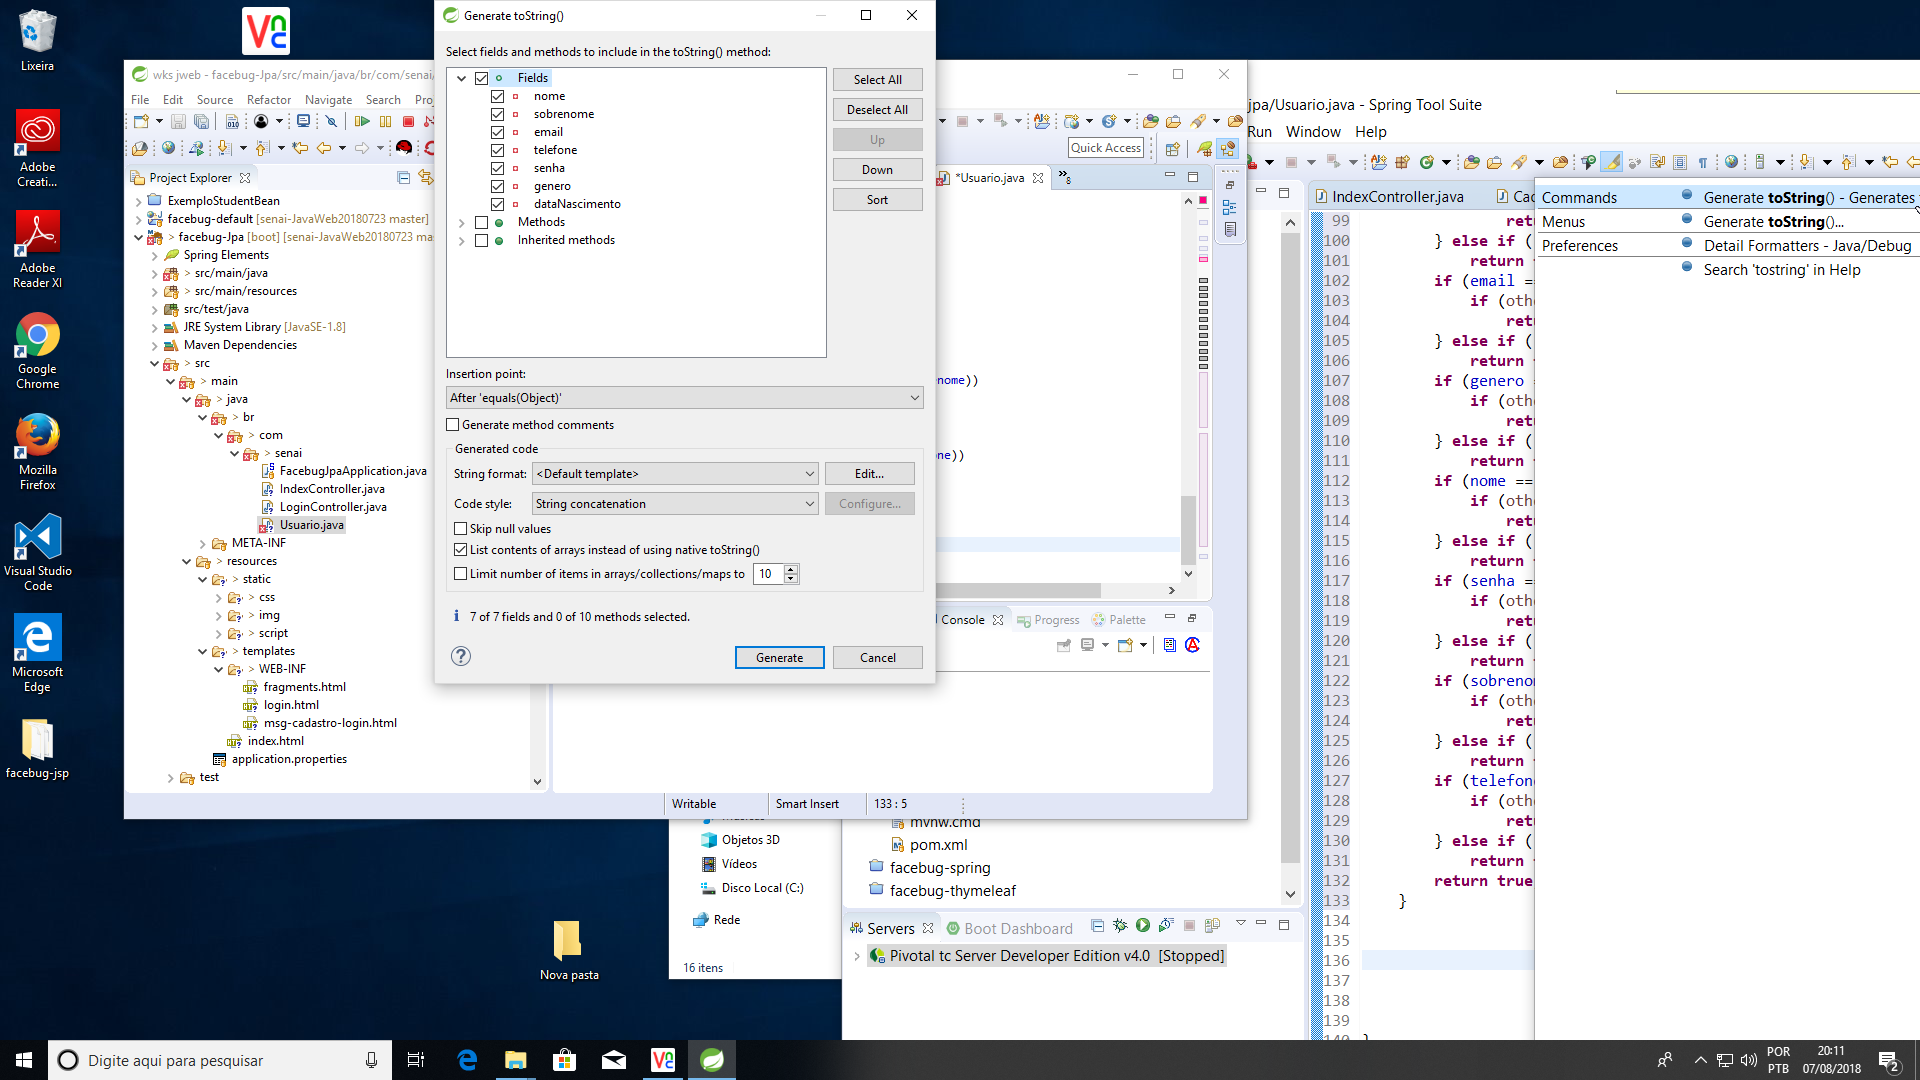 Lixeira
Adobe
Creati...
Adobe
Reader XI
Google
Chrome
Mozilla
Firefox
Visual Studio
Code
Microsoft
Edge
facebug-jsp
Nova pasta
wks jweb - facebug-Jpa/src/main/java/br/com/senai/
File Edit Source Refactor Navigate Search
Quick Access
Project Explorer
ExemploStudentBean
facebug-default [senai-JavaWeb20180723 master]
> facebug-Jpa [boot] [senai-JavaWeb20180723 ma
Spring Elements
> src/main/java
> src/main/resources
src/test/java
JRE System Library [JavaSE-1.8]
Maven Dependencies
> src
> main
> java
> br
> com
> senai
FacebugJpaApplication.java
IndexController.java
LoginController.java
Usuario.java
META-INF
> resources
> static
> css
> img
> script
> templates
> WEB-INF
fragments.html
login.html
msg-cadastro-login.html
index.html
application.properties
test
Writable Smart Insert 133 : 5
Generate toString()
Select fields and methods to include in the toString() method:
Fields
nome
sobrenome
email
telefone
senha
genero
dataNascimento
Methods
Inherited methods
Select All
Deselect All
Up
Down
Sort
Insertion point:
After 'equals(Object)'
Generate method comments
Generated code
String format: <Default template> Edit...
Code style: String concatenation Configure...
Skip null values
List contents of arrays instead of using native toString()
Limit number of items in arrays/collections/maps to 10
7 of 7 fields and 0 of 10 methods selected.
Generate Cancel
*Usuario.java
8
ome))
ne))
Console Progress Palette
Objetos 3D
Vídeos
Disco Local (C:)
Rede
16 itens
mvnw.cmd
pom.xml
facebug-spring
facebug-thymeleaf
Servers Boot Dashboard
Pivotal tc Server Developer Edition v4.0 [Stopped]
jpa/Usuario.java - Spring Tool Suite
Run Window Help
IndexController.java
Commands Generate toString() - Generates
Menus Generate toString()...
Preferences Detail Formatters - Java/Debug
Search 'tostring' in Help
99 ret
100 } else if (
101 return
102 if (email =
103 if (oth
104 ret
105 } else if (
106 return
107 if (genero
108 if (oth
109 ret
110 } else if (
111 return
112 if (nome ==
113 if (oth
114 ret
115 } else if (
116 return
117 if (senha =
118 if (oth
119 ret
120 } else if (
121 return
122 if (sobreno
123 if (oth
124 ret
125 } else if (
126 return
127 if (telefon
128 if (oth
129 ret
130 } else if (
131 return
132 return true
133 }
134
135
136
137
138
139
Digite aqui para pesquisar
POR
PTB
20:11
07/08/2018
2